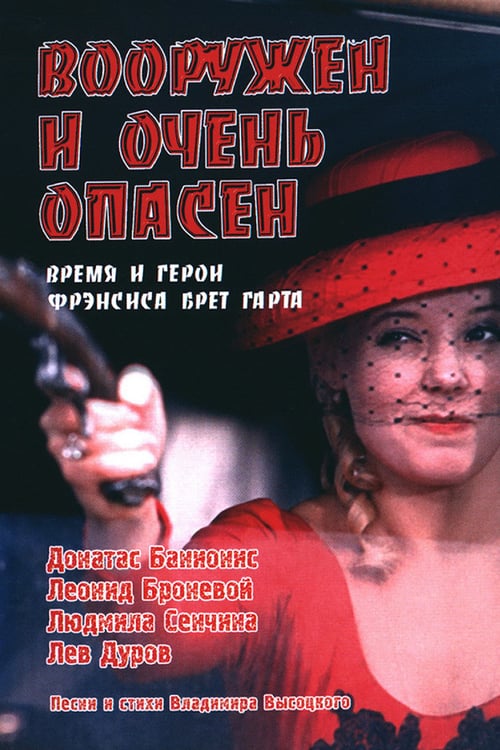 ВООРУЖЕН
И ОЧЕНЬ
ОПАСЕН
ВРЕМЯ И ГЕРОИ
ФРЭНСИСА БРЕТ ГАРТА
Донатас Банионис
Леонид Броневой
Людмила Сенчина
Лев Дуров
Песни и стихи Владимира Высоцкого